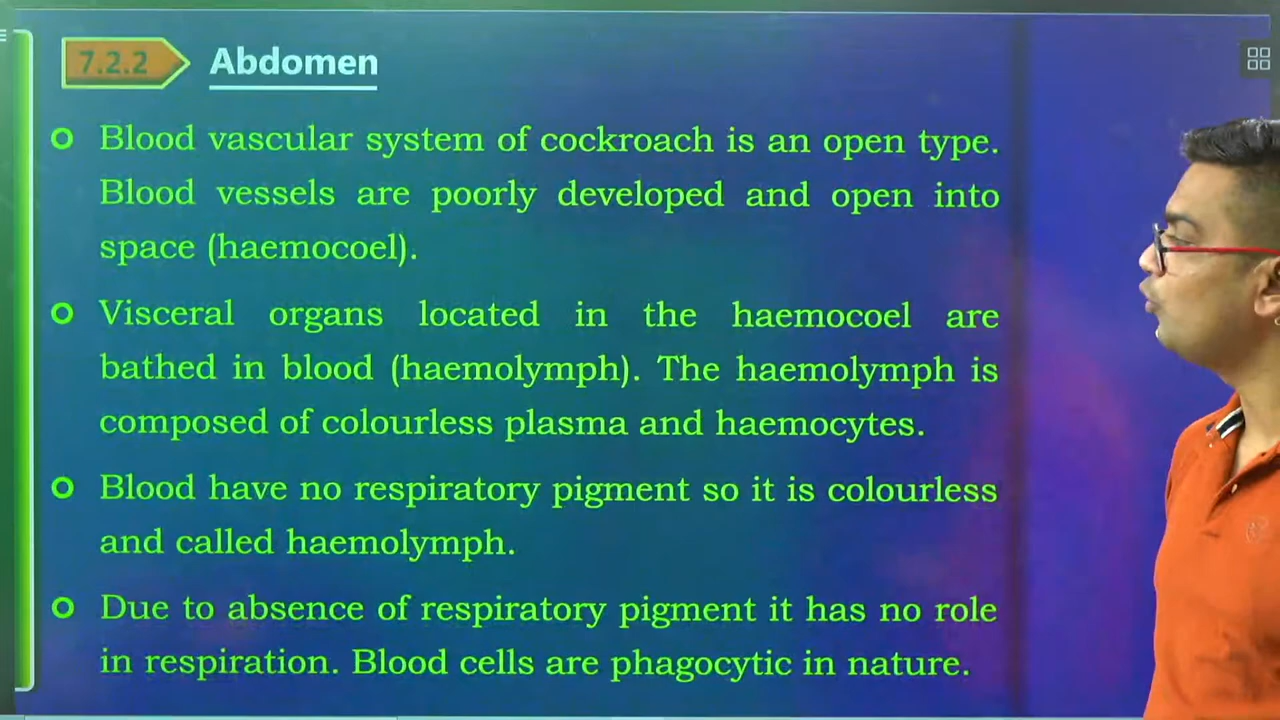 7.2.2 Abdomen
Blood vascular system of cockroach is an open type.
Blood vessels are poorly developed and open into
space (haemocoel).
Visceral organs located in the haemocoel are
bathed in blood (haemolymph). The haemolymph is
composed of colourless plasma and haemocytes.
Blood have no respiratory pigment so it is colourless
and called haemolymph.
Due to absence of respiratory pigment it has no role
in respiration. Blood cells are phagocytic in nature.